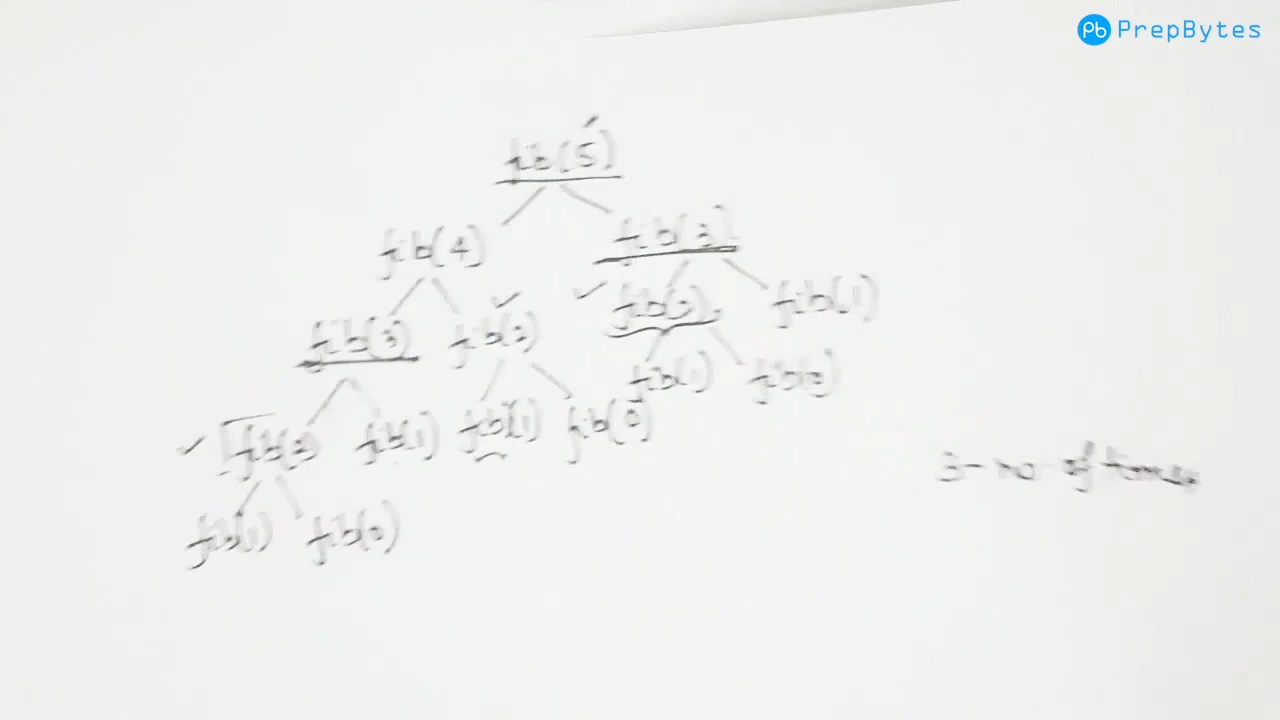 PrepBytes
fib(5)
fib(4) fib(3)
fib(3) fib(2) fib(2) fib(1)
fib(1) fib(0)
fib(2) fib(1) fib(1) fib(0)
fib(1) fib(0)
3 - no. of times